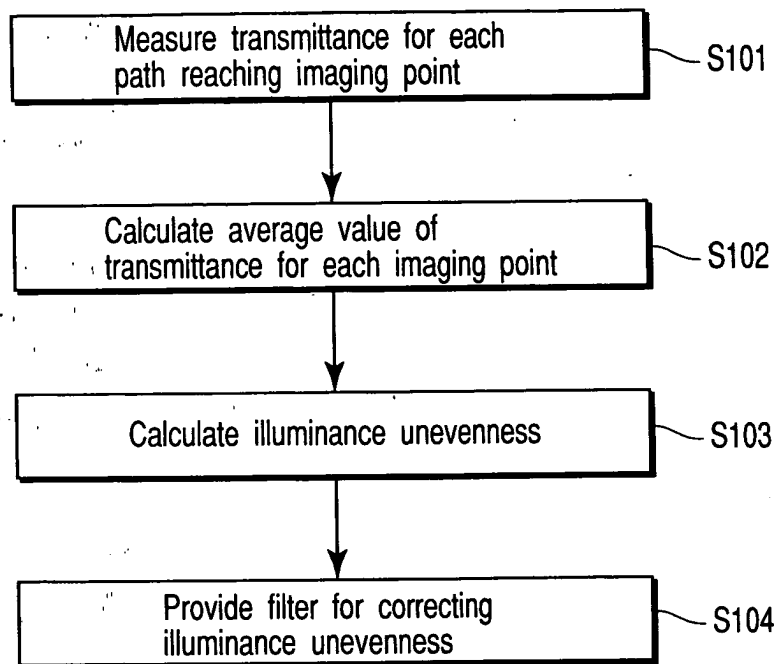 Measure transmittance for each
path reaching imaging point
S101
Calculate average value of
transmittance for each imaging point
S102
Calculate illuminance unevenness
S103
Provide filter for correcting
illuminance unevenness
S104